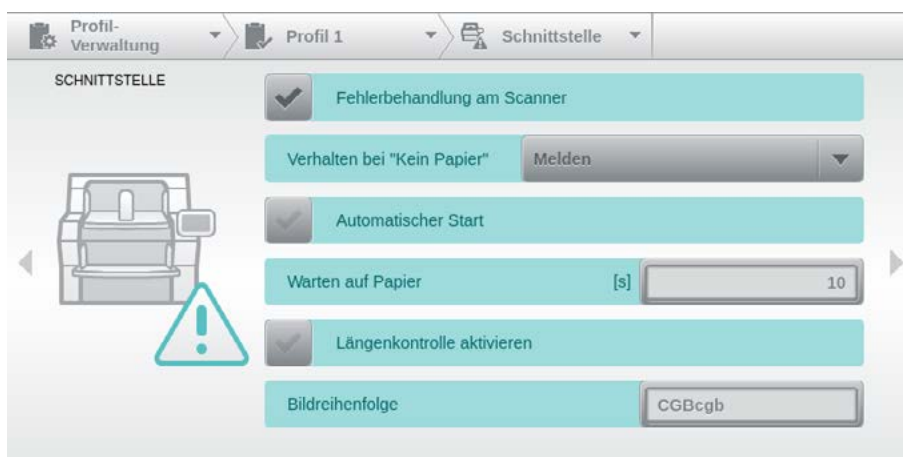 Profil-
Verwaltung
Profil 1
Schnittstelle
SCHNITTSTELLE
Fehlerbehandlung am Scanner
Verhalten bei "Kein Papier" Melden
Automatischer Start
Warten auf Papier [s] 10
Längenkontrolle aktivieren
Bildreihenfolge CGBcgb